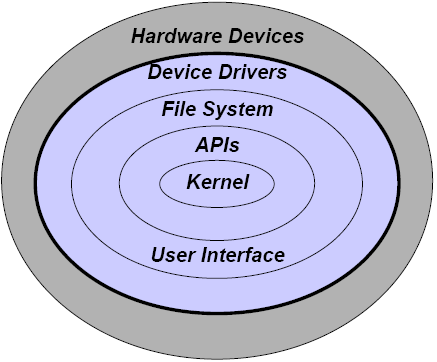 Hardware Devices
Device Drivers
File System
APIs
Kernel
User Interface